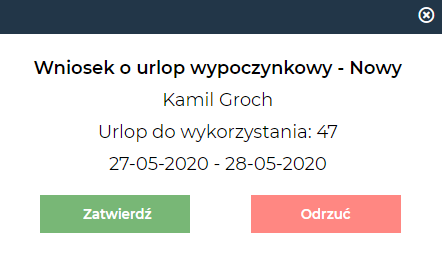 Wniosek o urlop wypoczynkowy - Nowy
Kamil Groch
Urlop do wykorzystania: 47
27-05-2020 - 28-05-2020
Zatwierdź
Odrzuć